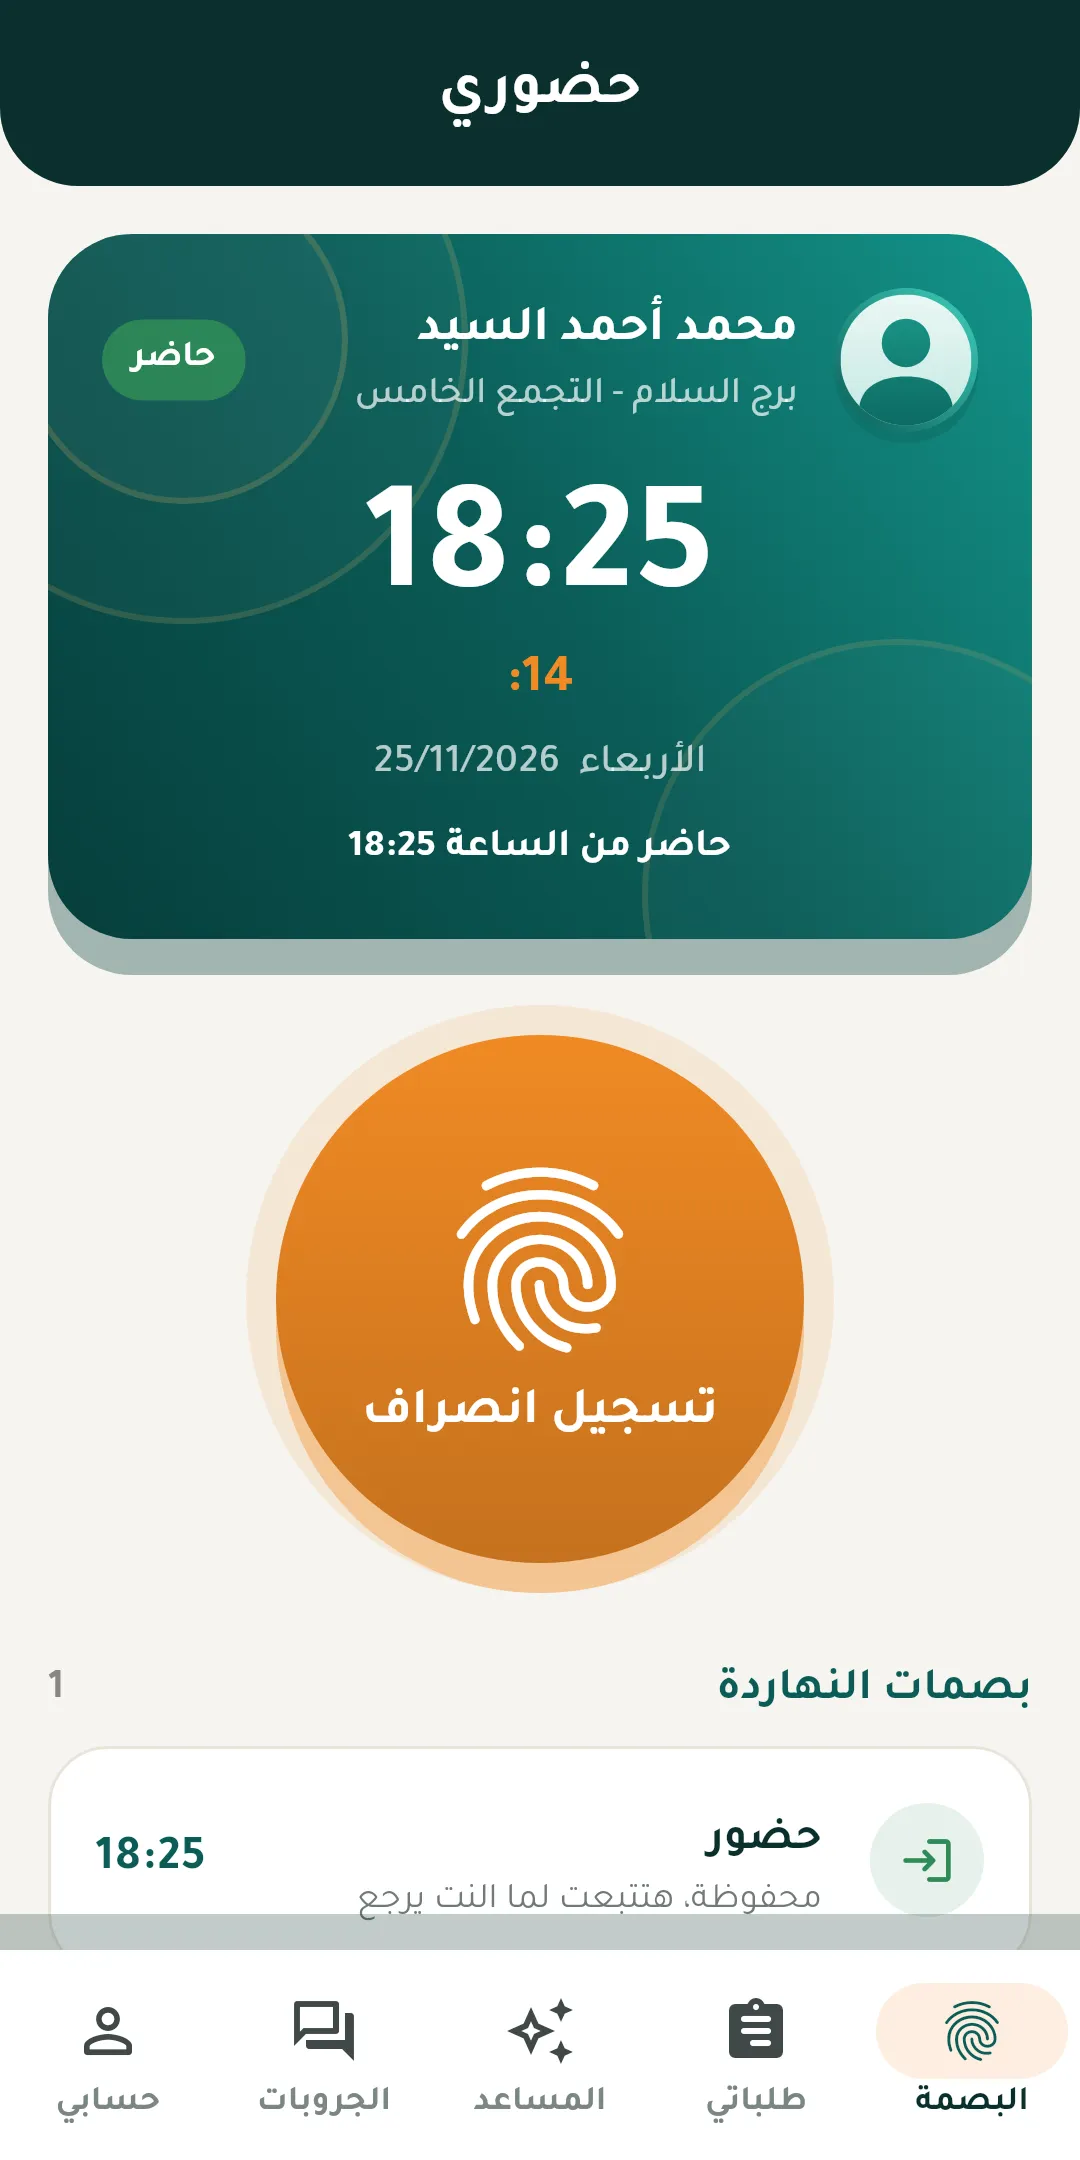 حضوري
محمد أحمد السيد
برج السلام - التجمع الخامس
حاضر
18:25
:14
الأربعاء 25/11/2026
حاضر من الساعة 18:25
تسجيل انصراف
بصمات النهاردة
1
حضور
محفوظة، هتتبعت لما النت يرجع
18:25
البصمة
طلباتي
المساعد
الجروبات
حسابي